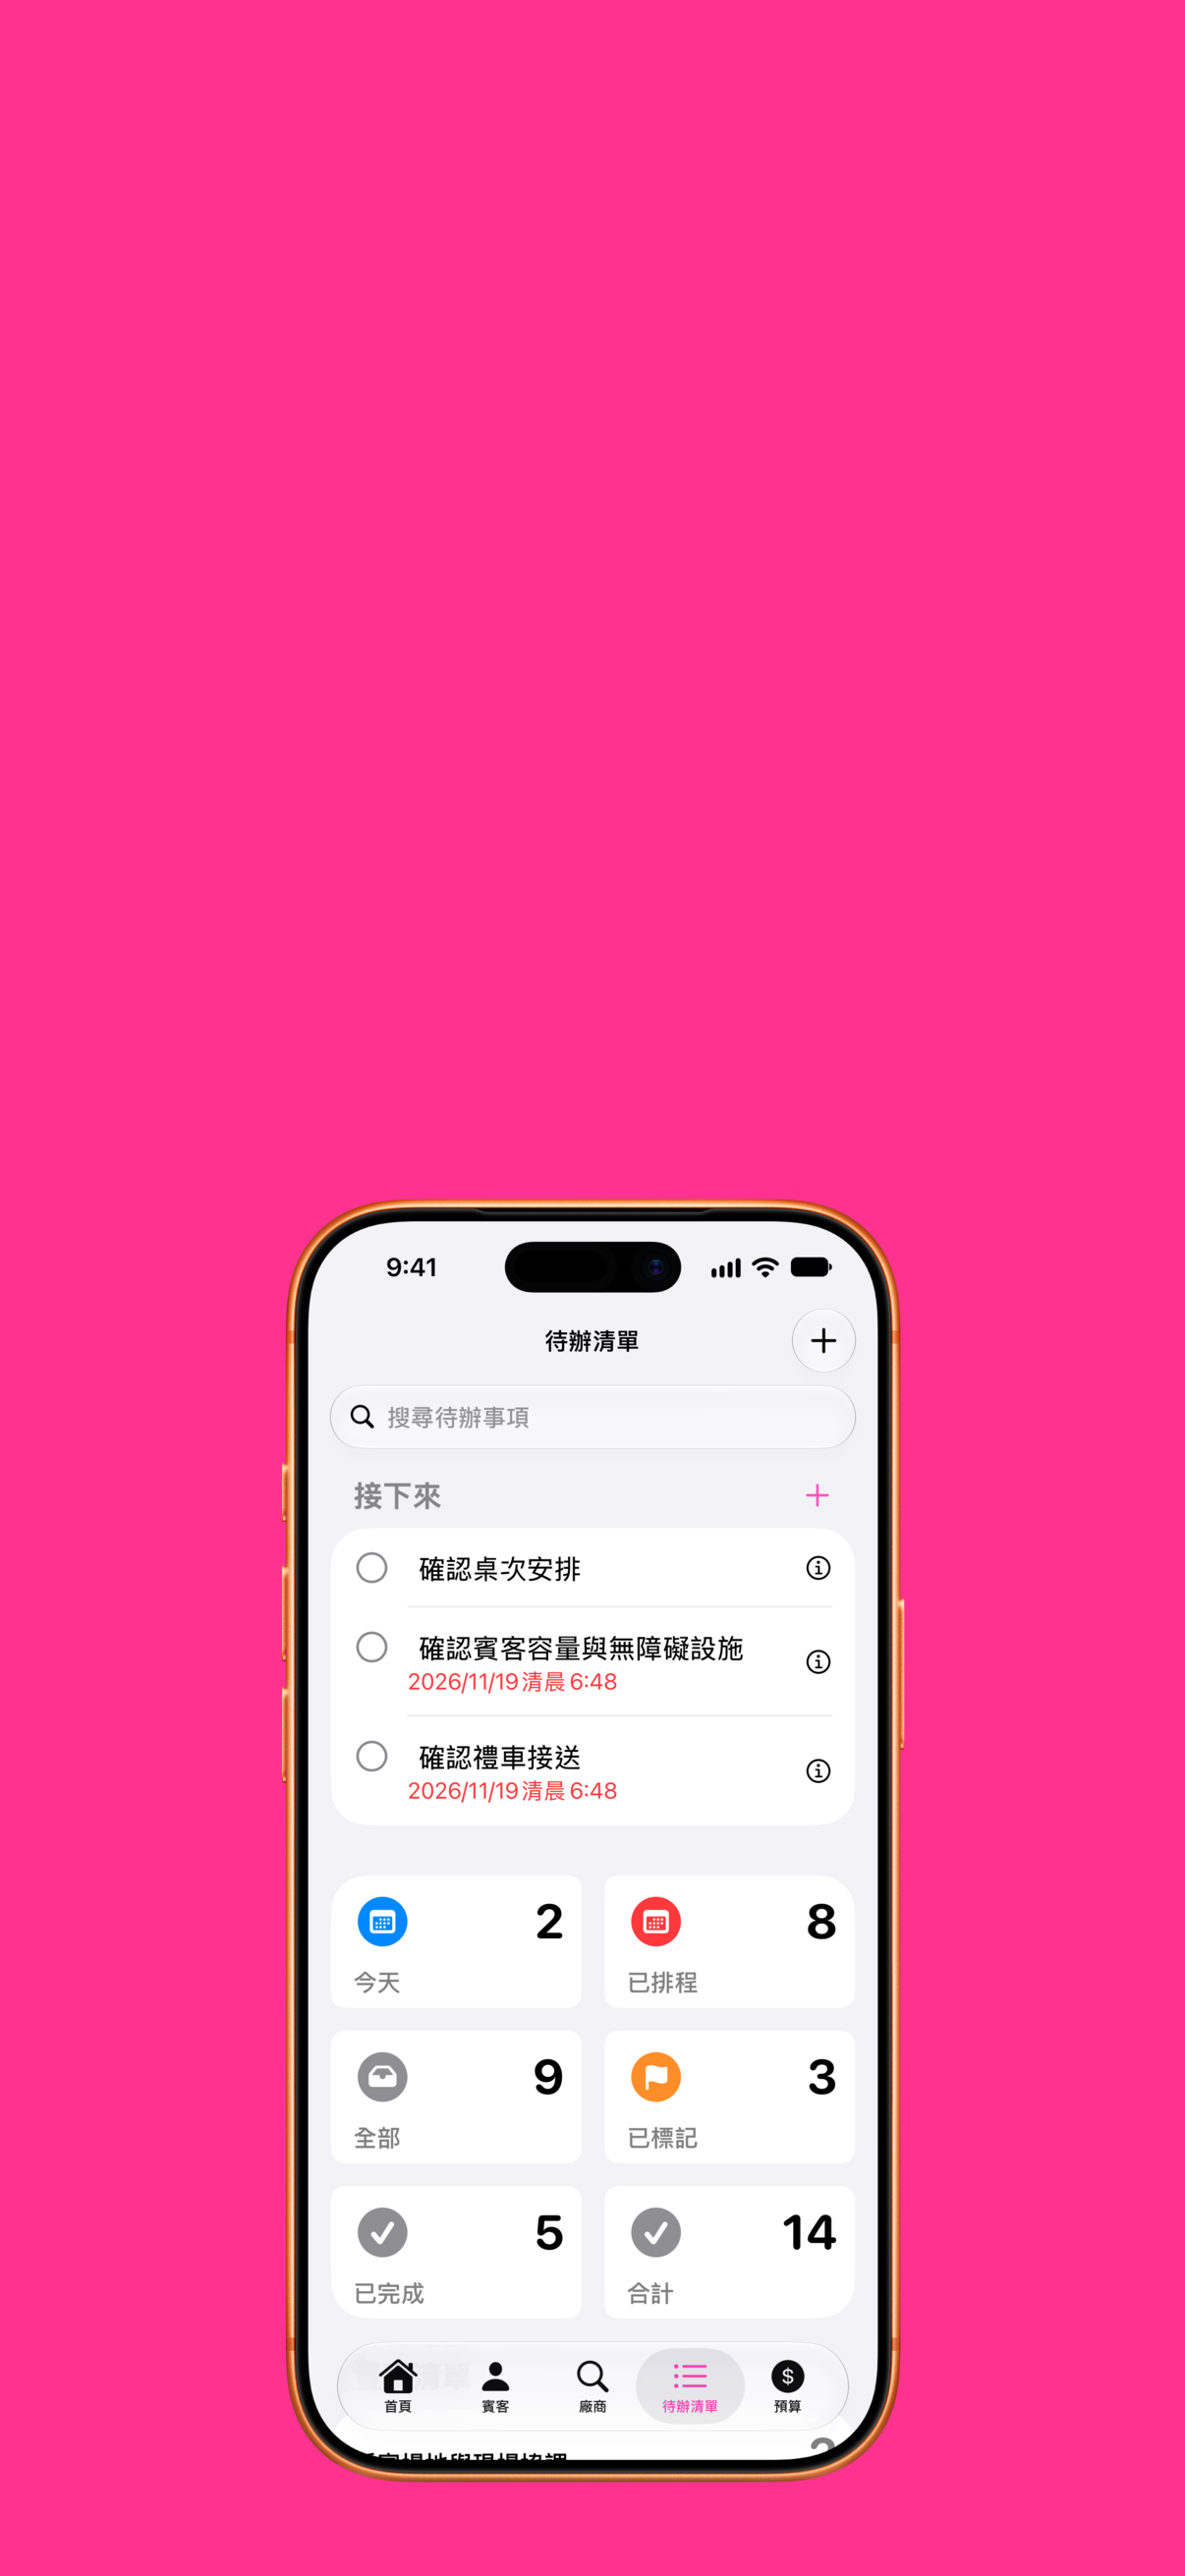 9:41
待辦清單
搜尋待辦事項
接下來
確認桌次安排
確認賓客容量與無障礙設施
2026/11/19 清晨 6:48
確認禮車接送
2026/11/19 清晨 6:48
2
8
今天
已排程
9
3
全部
已標記
5
14
已完成
合計
首頁
賓客
廠商
待辦清單
預算